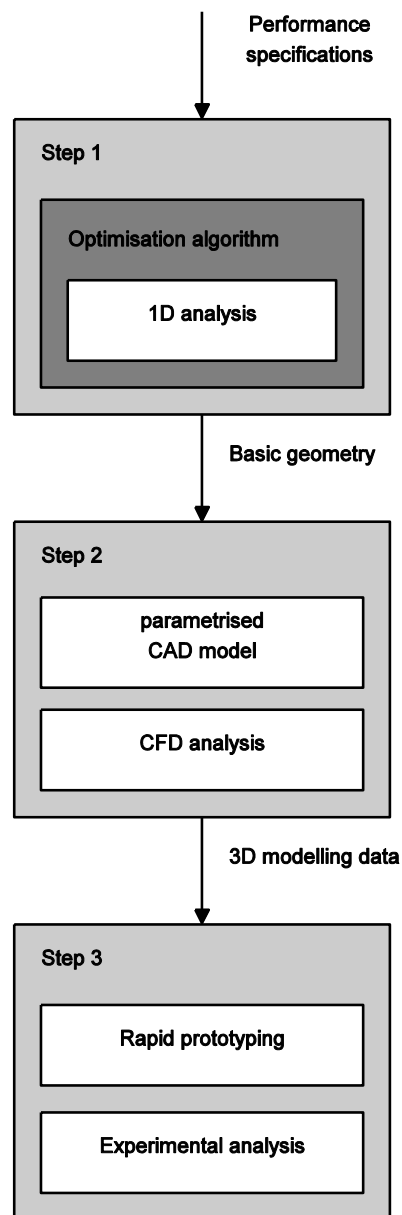 Performance
specifications
Step 1
Optimisation algorithm
1D analysis
Basic geometry
Step 2
parametrised
CAD model
CFD analysis
3D modelling data
Step 3
Rapid prototyping
Experimental analysis